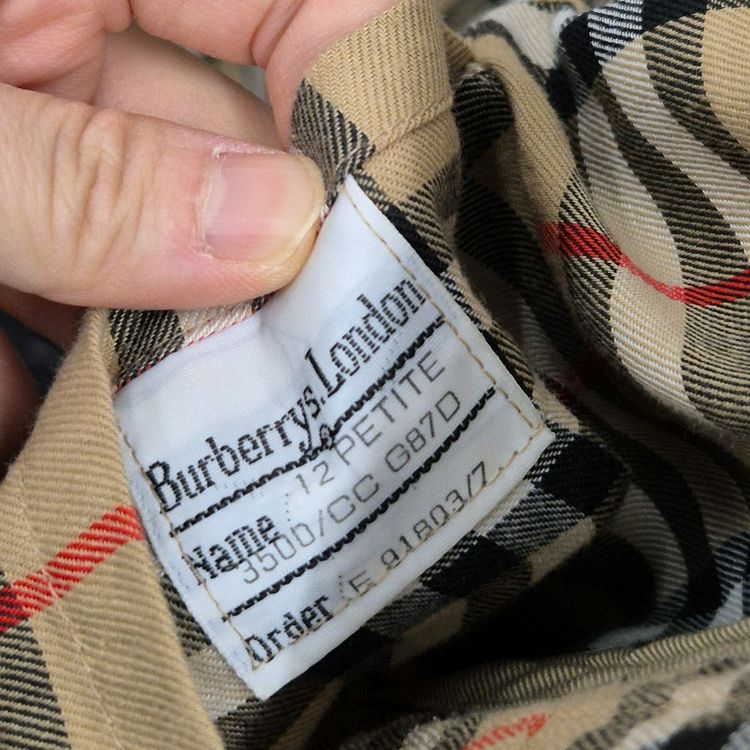 Burberrys London
12 PETITE
Name
3500/CC G87D
Order E 91803/7